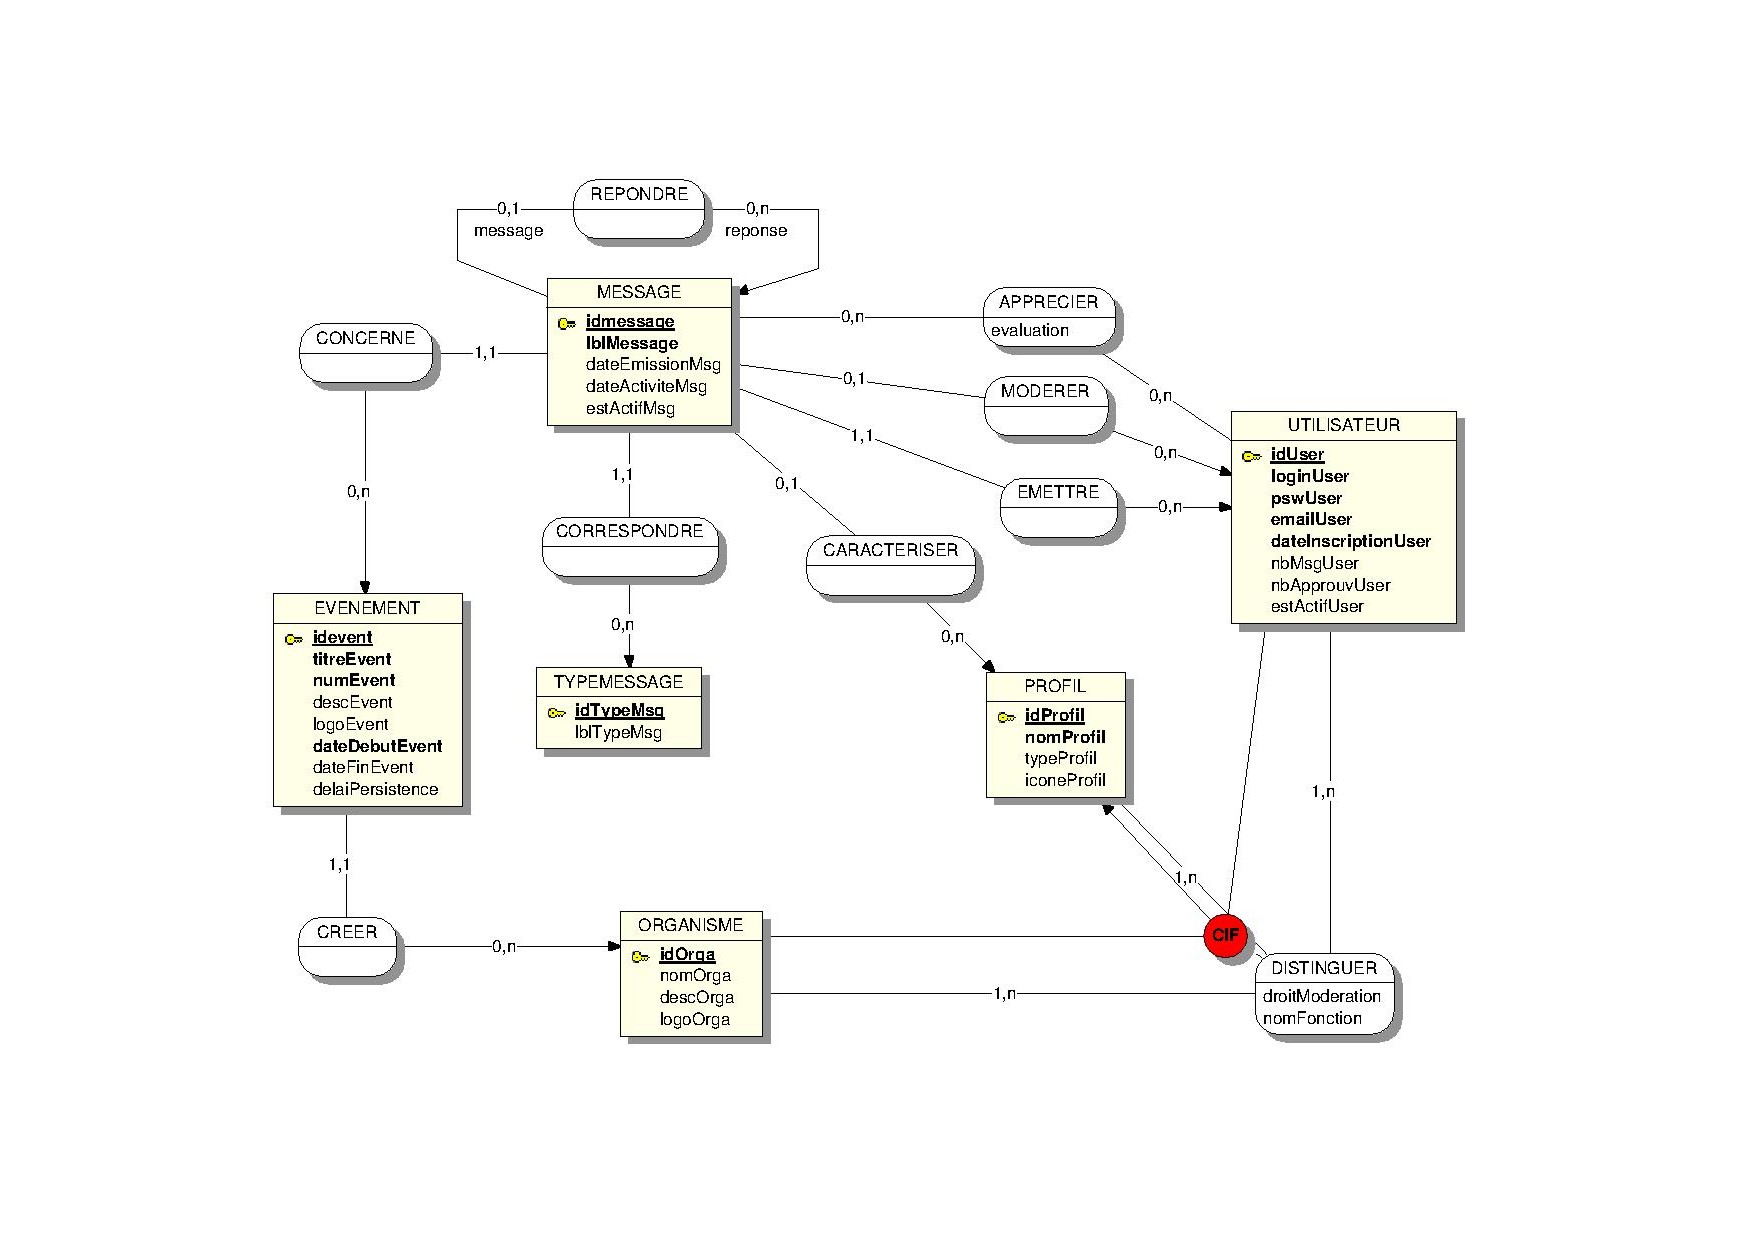 REPONDRE
0,1
0,n
message
reponse
MESSAGE
idmessage
lblMessage
dateEmissionMsg
dateActiviteMsg
estActifMsg
CONCERNE
1,1
0,n
APPRECIER
evaluation
0,n
0,1
MODERER
0,n
1,1
0,n
EMETTRE
0,n
UTILISATEUR
idUser
loginUser
pswUser
emailUser
dateInscriptionUser
nbMsgUser
nbApprouvUser
estActifUser
1,1
CORRESPONDRE
0,n
0,1
CARACTERISER
0,n
EVENEMENT
idevent
titreEvent
numEvent
descEvent
logoEvent
dateDebutEvent
dateFinEvent
delaiPersistence
TYPEMESSAGE
idTypeMsg
lblTypeMsg
PROFIL
idProfil
nomProfil
typeProfil
iconeProfil
1,n
1,n
1,1
CREER
0,n
ORGANISME
idOrga
nomOrga
descOrga
logoOrga
CIF
1,n
DISTINGUER
droitModeration
nomFonction